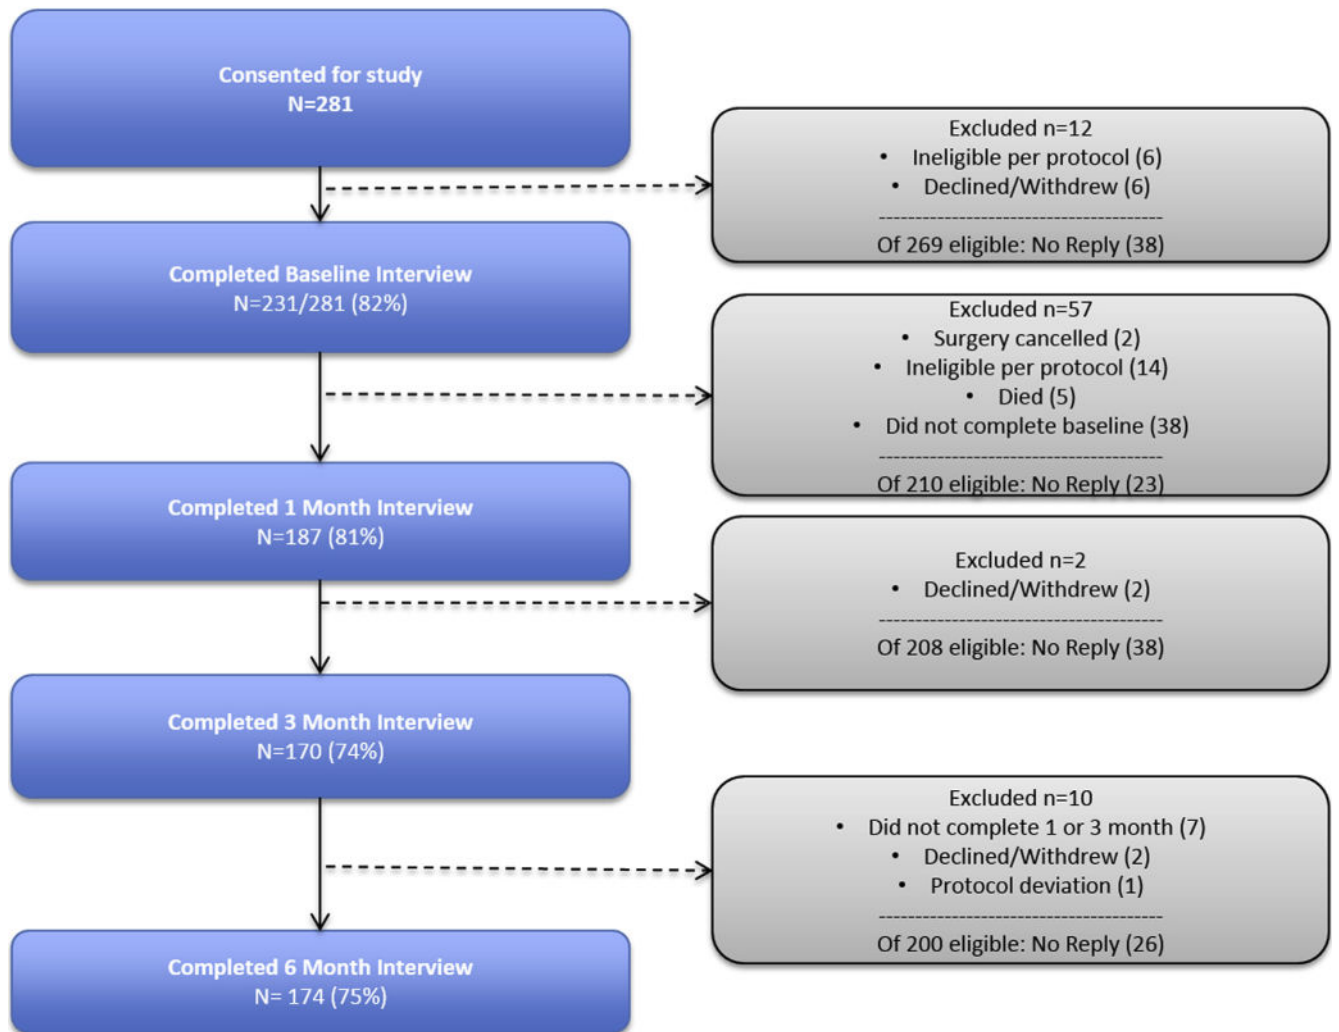 Consented for study
N=281
Excluded n=12
• Ineligible per protocol (6)
• Declined/Withdrew (6)
---------------------------------------
Of 269 eligible: No Reply (38)
Completed Baseline Interview
N=231/281 (82%)
Excluded n=57
• Surgery cancelled (2)
• Ineligible per protocol (14)
• Died (5)
• Did not complete baseline (38)
---------------------------------------
Of 210 eligible: No Reply (23)
Completed 1 Month Interview
N=187 (81%)
Excluded n=2
• Declined/Withdrew (2)
---------------------------------------
Of 208 eligible: No Reply (38)
Completed 3 Month Interview
N=170 (74%)
Excluded n=10
• Did not complete 1 or 3 month (7)
• Declined/Withdrew (2)
• Protocol deviation (1)
---------------------------------------
Of 200 eligible: No Reply (26)
Completed 6 Month Interview
N= 174 (75%)